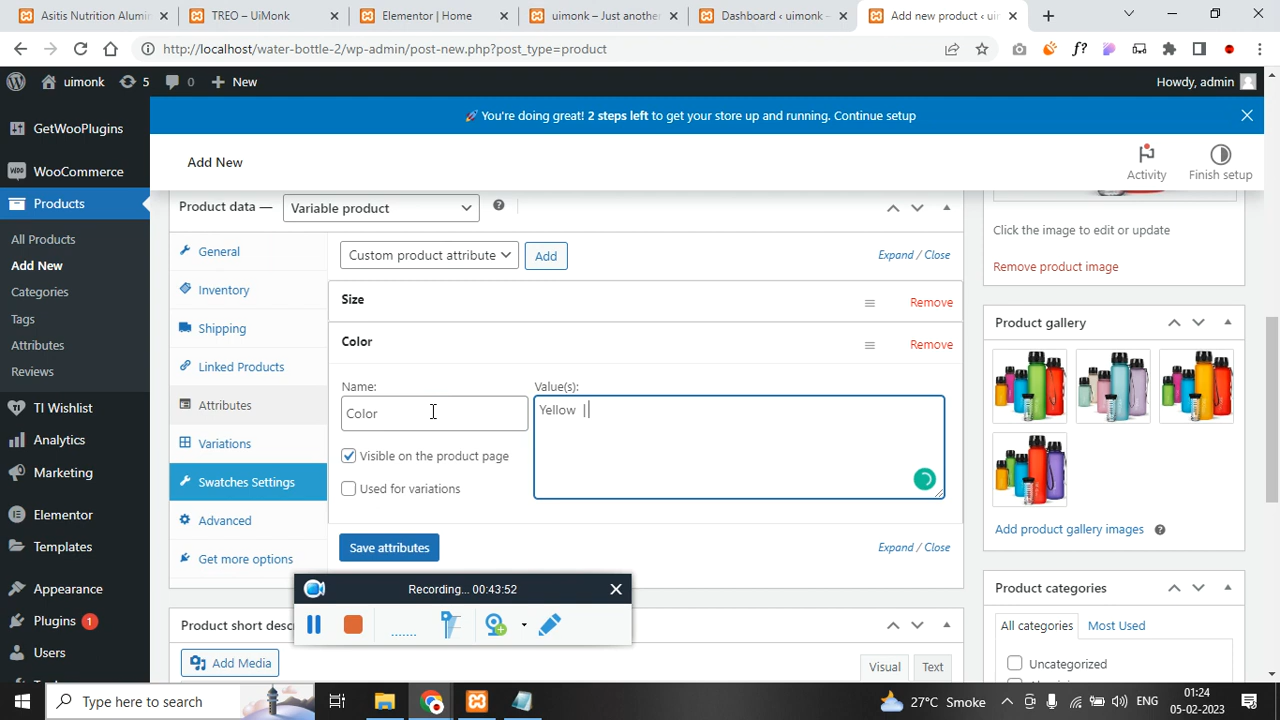 Asitis Nutrition Alumin
TREO – UiMonk
Elementor | Home
uimonk – Just another
Dashboard ‹ uimonk –
Add new product ‹ uim
http://localhost/water-bottle-2/wp-admin/post-new.php?post_type=product
f?
uimonk
5
0
New
Howdy, admin
🚀 You're doing great! 2 steps left to get your store up and running. Continue setup
Add New
Activity
Finish setup
GetWooPlugins
WooCommerce
Products
All Products
Add New
Categories
Tags
Attributes
Reviews
TI Wishlist
Analytics
Marketing
Elementor
Templates
Appearance
Plugins 1
Users
Product data —
Variable product
General
Inventory
Shipping
Linked Products
Attributes
Variations
Swatches Settings
Advanced
Get more options
Custom product attribute
Add
Expand / Close
Size
Remove
Color
Remove
Name:
Value(s):
Color
Yellow |
Visible on the product page
Used for variations
Save attributes
Expand / Close
Recording... 00:43:52
Product short desc
Add Media
Visual
Text
Click the image to edit or update
Remove product image
Product gallery
Add product gallery images
Product categories
All categories
Most Used
Uncategorized
Type here to search
27°C Smoke
ENG
01:24
05-02-2023